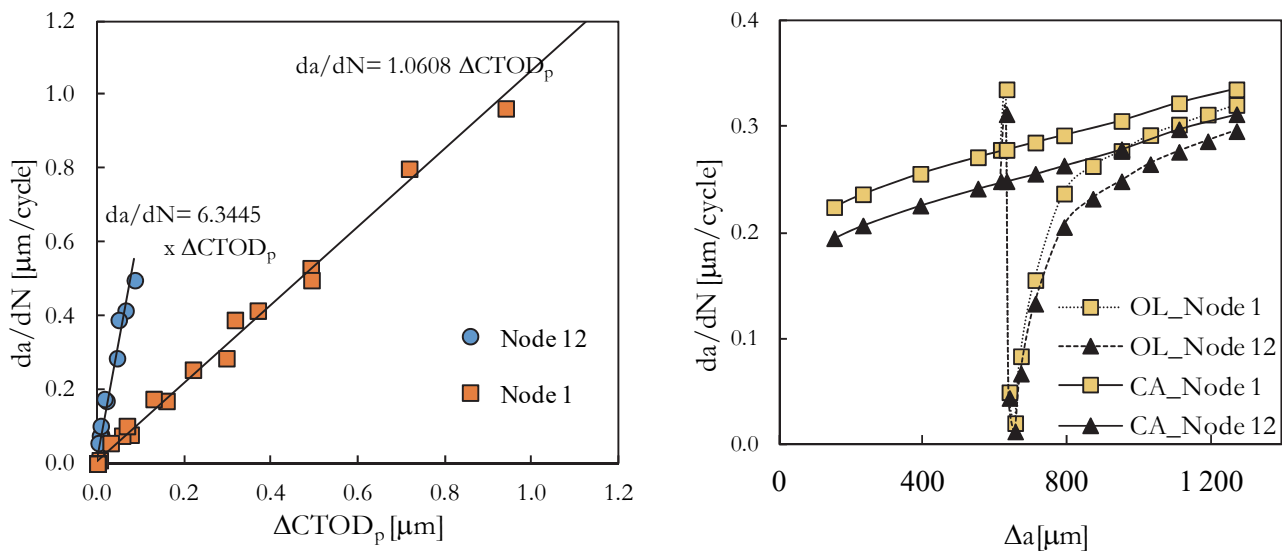 da/dN [μm/cycle]
1.2
1.0
0.8
0.6
0.4
0.2
0.0
da/dN= 1.0608 ΔCTODp
da/dN= 6.3445
x ΔCTODp
Node 12
Node 1
0.0 0.2 0.4 0.6 0.8 1.0 1.2
ΔCTODp [μm]
da/dN [μm/cycle]
0.4
0.3
0.2
0.1
0.0
OL_Node 1
OL_Node 12
CA_Node 1
CA_Node 12
0 400 800 1 200
Δa[μm]